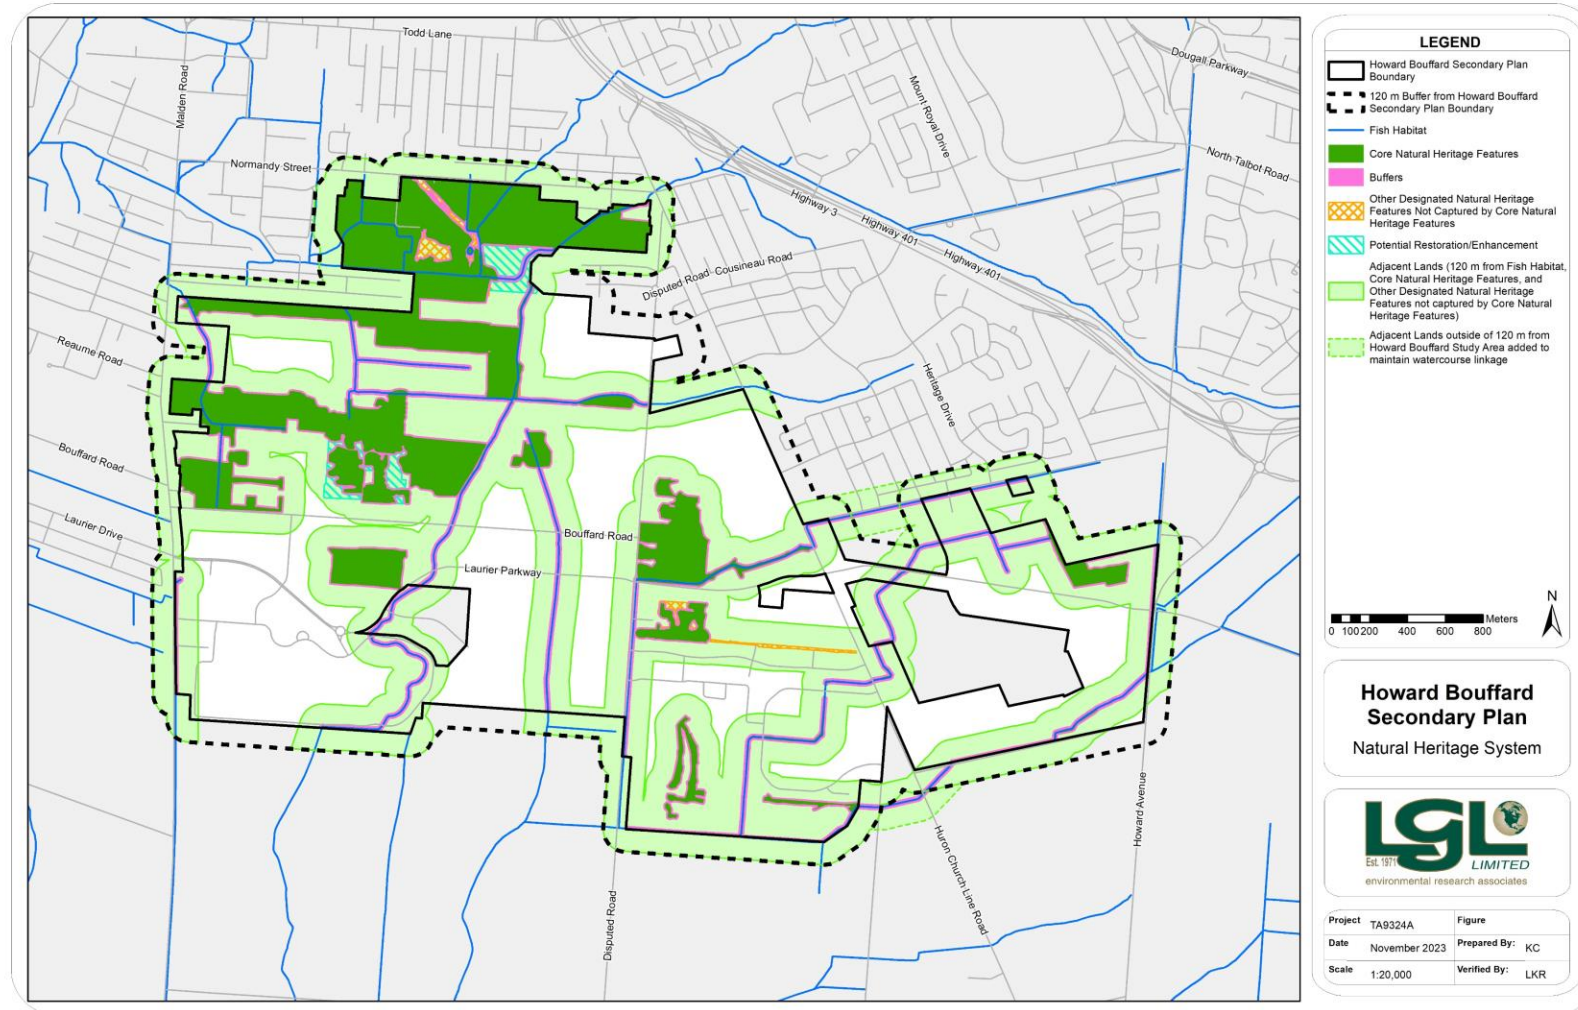 Todd Lane
Malden Road
Normandy Street
Mount Royal Drive
Dougall Parkway
North Talbot Road
Highway 3
Highway 401
Highway 401
Disputed Road
Cousineau Road
Reaume Road
Heritage Drive
Bouffard Road
Laurier Drive
Bouffard Road
Laurier Parkway
Howard Avenue
Huron Church Line Road
Disputed Road
LEGEND
Howard Bouffard Secondary Plan
Boundary
120 m Buffer from Howard Bouffard
Secondary Plan Boundary
Fish Habitat
Core Natural Heritage Features
Buffers
Other Designated Natural Heritage
Features Not Captured by Core Natural
Heritage Features
Potential Restoration/Enhancement
Adjacent Lands (120 m from Fish Habitat,
Core Natural Heritage Features, and
Other Designated Natural Heritage
Features not captured by Core Natural
Heritage Features)
Adjacent Lands outside of 120 m from
Howard Bouffard Study Area added to
maintain watercourse linkage
N
Meters
0 100 200 400 600 800
Howard Bouffard
Secondary Plan
Natural Heritage System
LGL
Est. 1971
LIMITED
environmental research associates
Project TA9324A Figure
Date November 2023 Prepared By: KC
Scale 1:20,000 Verified By: LKR